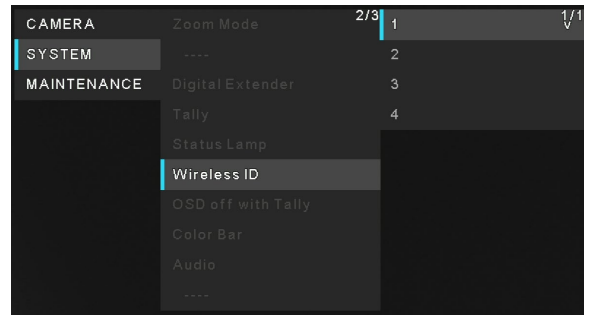 CAMERA
SYSTEM
MAINTENANCE
2/3
Zoom Mode
----
Digital Extender
Tally
Status Lamp
Wireless ID
OSD off with Tally
Color Bar
Audio
----
1/1
1 v
2
3
4